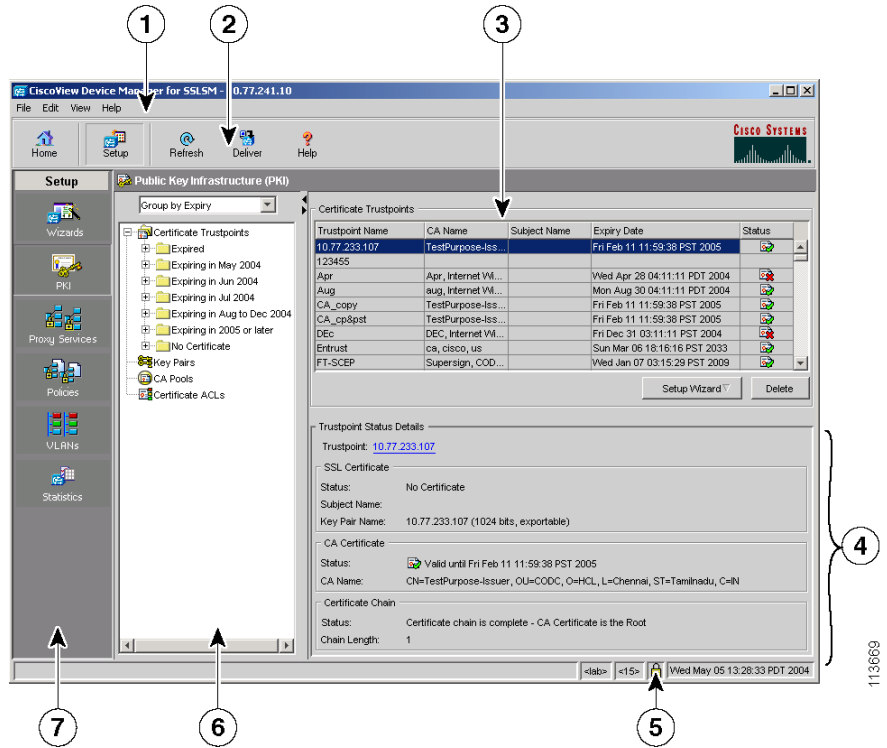 1
2
3
CiscoView Device Manager for SSLSM - 10.77.241.10
File Edit View Help
Home
Setup
Refresh
Deliver
Help
CISCO SYSTEMS
Setup
Public Key Infrastructure (PKI)
Wizards
PKI
Proxy Services
Policies
VLANs
Statistics
Group by Expiry
Certificate Trustpoints
Expired
Expiring in May 2004
Expiring in Jun 2004
Expiring in Jul 2004
Expiring in Aug to Dec 2004
Expiring in 2005 or later
No Certificate
Key Pairs
CA Pools
Certificate ACLs
Certificate Trustpoints
Trustpoint Name CA Name Subject Name Expiry Date Status
10.77.233.107 TestPurpose-Iss... Fri Feb 11 11:59:38 PST 2005
123455
Apr Apr, Internet Wi... Wed Apr 28 04:11:11 PDT 2004
Aug aug, Internet Wi... Mon Aug 30 04:11:11 PDT 2004
CA_copy TestPurpose-Iss... Fri Feb 11 11:59:38 PST 2005
CA_cp&pst TestPurpose-Iss... Fri Feb 11 11:59:38 PST 2005
DEc DEC, Internet Wi... Fri Dec 31 03:11:11 PST 2004
Entrust ca, cisco, us Sun Mar 06 18:16:16 PST 2033
FT-SCEP Supersign, COD... Wed Jan 07 03:15:29 PST 2009
Setup Wizard
Delete
Trustpoint Status Details
Trustpoint: 10.77.233.107
SSL Certificate
Status: No Certificate
Subject Name:
Key Pair Name: 10.77.233.107 (1024 bits, exportable)
CA Certificate
Status: Valid until Fri Feb 11 11:59:38 PST 2005
CA Name: CN=TestPurpose-Issuer, OU=CODC, O=HCL, L=Chennai, ST=Tamilnadu, C=IN
Certificate Chain
Status: Certificate chain is complete - CA Certificate is the Root
Chain Length: 1
<lab> <15> Wed May 05 13:28:33 PDT 2004
4
113669
7
6
5